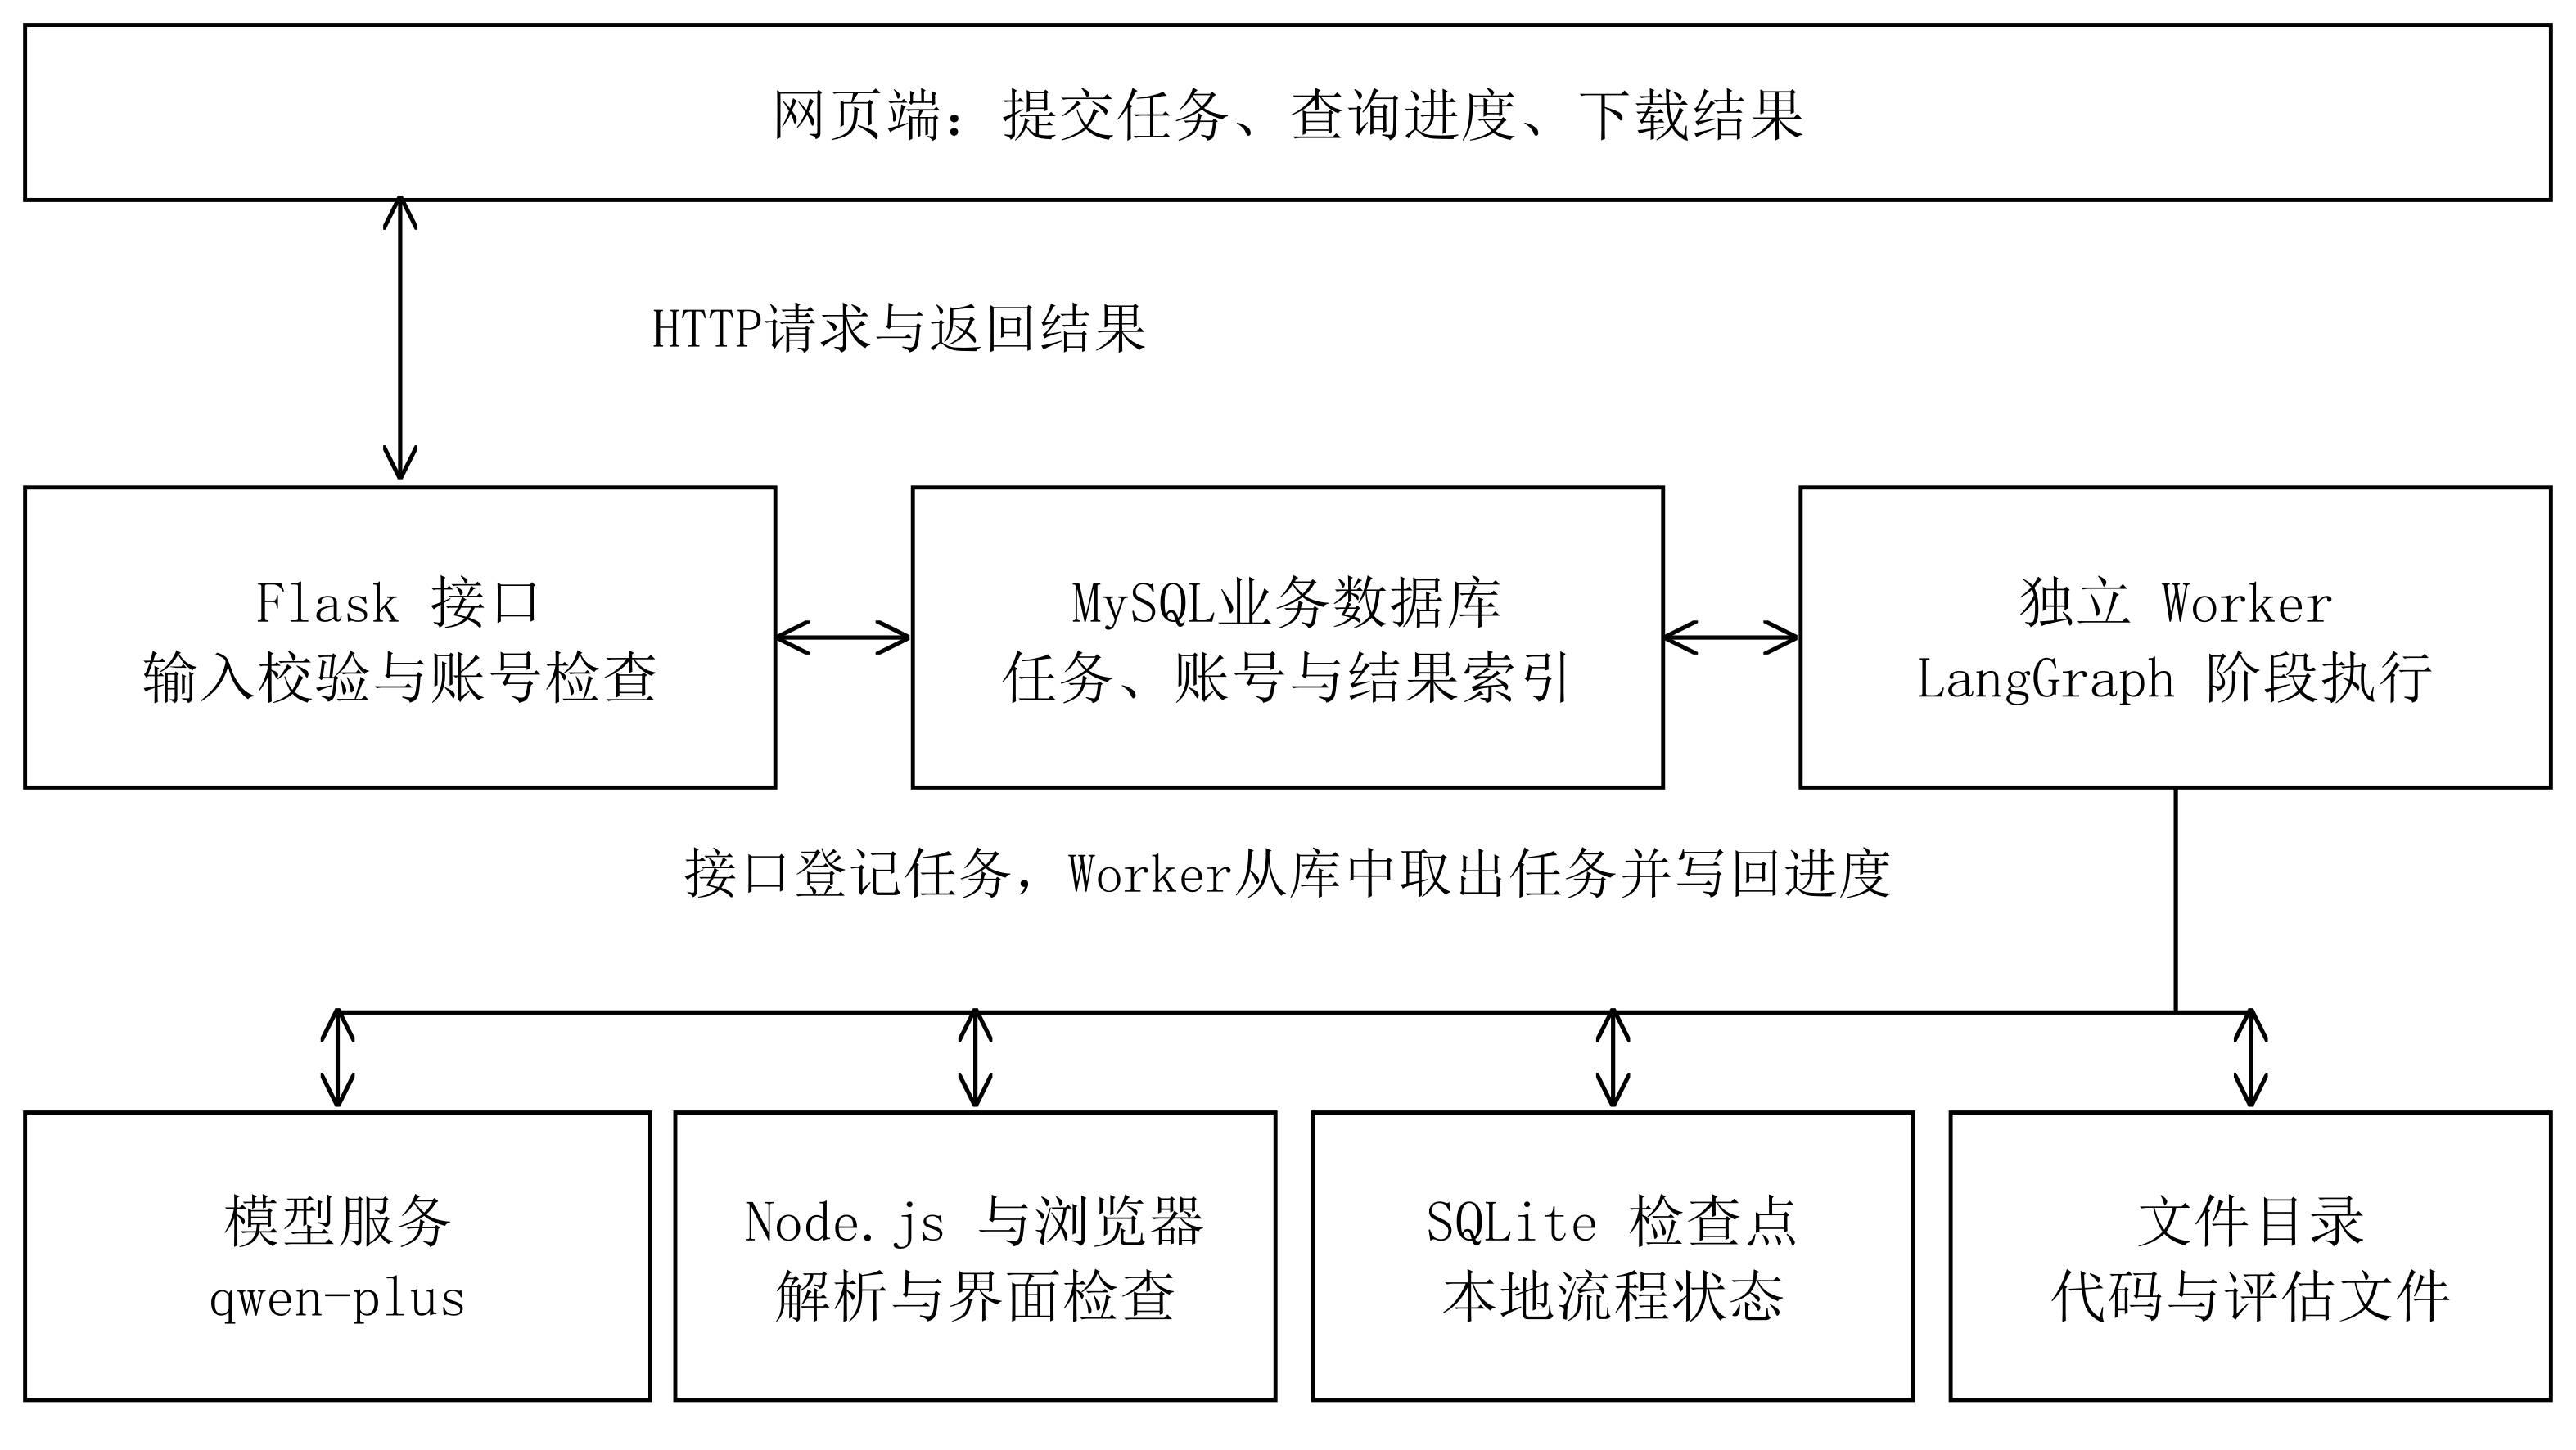 网页端：提交任务、查询进度、下载结果
HTTP请求与返回结果
Flask 接口
输入校验与账号检查
MySQL业务数据库
任务、账号与结果索引
独立 Worker
LangGraph 阶段执行
接口登记任务，Worker从库中取出任务并写回进度
模型服务
qwen-plus
Node.js 与浏览器
解析与界面检查
SQLite 检查点
本地流程状态
文件目录
代码与评估文件